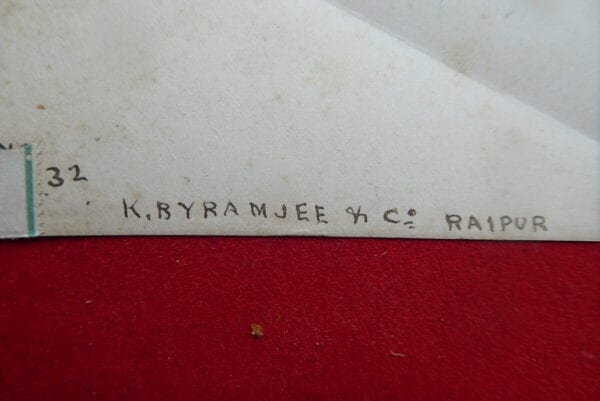 32
K. BYRAMJEE & Co RAIPUR